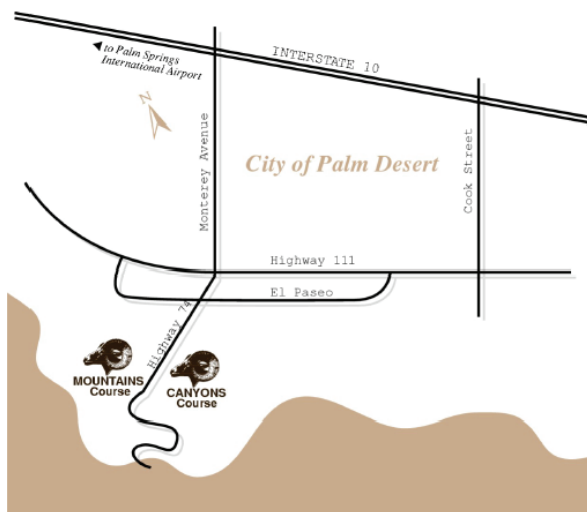 INTERSTATE 10
to Palm Springs
International Airport
N
Monterey Avenue
City of Palm Desert
Cook Street
Highway 111
El Paseo
Highway 74
MOUNTAINS
Course
CANYONS
Course